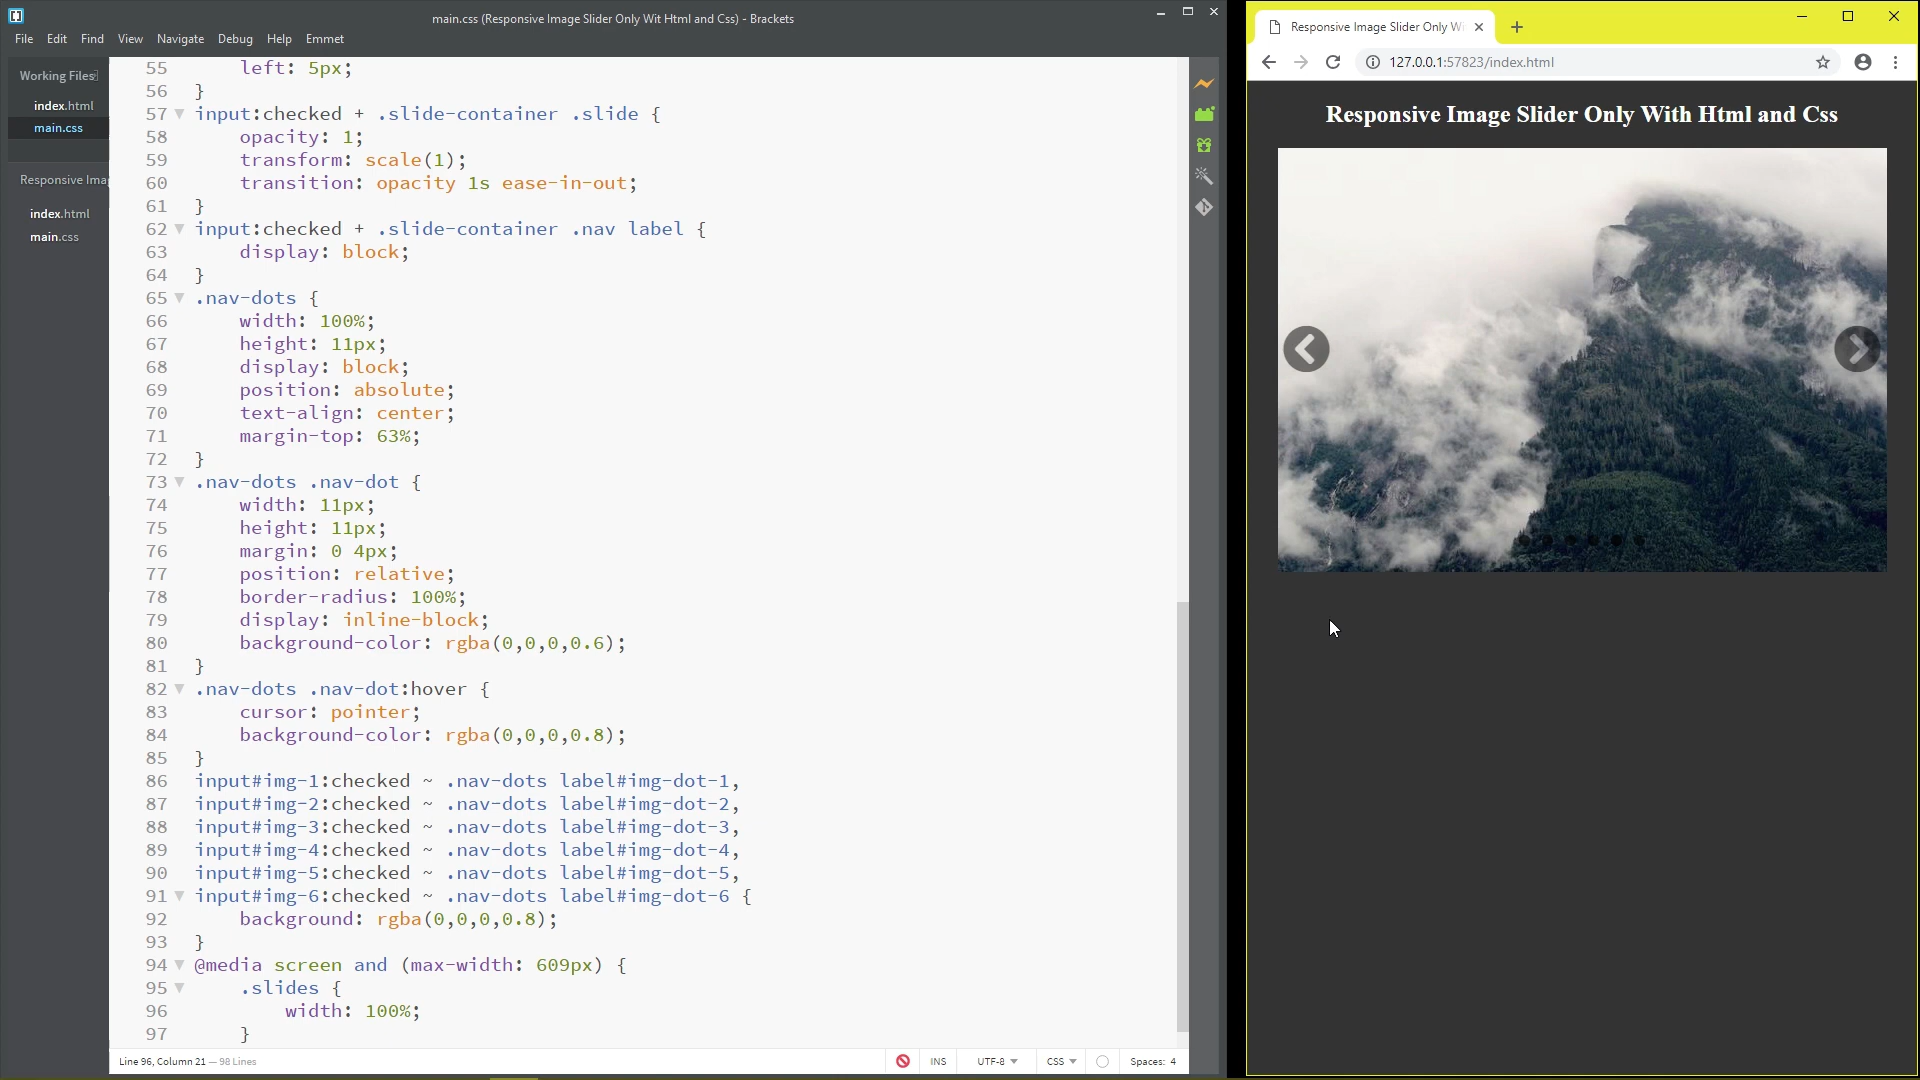 main.css (Responsive Image Slider Only Wit Html and Css) - Brackets
File Edit Find View Navigate Debug Help Emmet
Working Files
index.html
main.css
Responsive Ima
index.html
main.css
55 left: 5px;
56 }
57 input:checked + .slide-container .slide {
58 opacity: 1;
59 transform: scale(1);
60 transition: opacity 1s ease-in-out;
61 }
62 input:checked + .slide-container .nav label {
63 display: block;
64 }
65 .nav-dots {
66 width: 100%;
67 height: 11px;
68 display: block;
69 position: absolute;
70 text-align: center;
71 margin-top: 63%;
72 }
73 .nav-dots .nav-dot {
74 width: 11px;
75 height: 11px;
76 margin: 0 4px;
77 position: relative;
78 border-radius: 100%;
79 display: inline-block;
80 background-color: rgba(0,0,0,0.6);
81 }
82 .nav-dots .nav-dot:hover {
83 cursor: pointer;
84 background-color: rgba(0,0,0,0.8);
85 }
86 input#img-1:checked ~ .nav-dots label#img-dot-1,
87 input#img-2:checked ~ .nav-dots label#img-dot-2,
88 input#img-3:checked ~ .nav-dots label#img-dot-3,
89 input#img-4:checked ~ .nav-dots label#img-dot-4,
90 input#img-5:checked ~ .nav-dots label#img-dot-5,
91 input#img-6:checked ~ .nav-dots label#img-dot-6 {
92 background: rgba(0,0,0,0.8);
93 }
94 @media screen and (max-width: 609px) {
95 .slides {
96 width: 100%;
97 }
Line 96, Column 21 — 98 Lines
INS UTF-8 CSS Spaces: 4
Responsive Image Slider Only Wi
127.0.0.1:57823/index.html
Responsive Image Slider Only With Html and Css